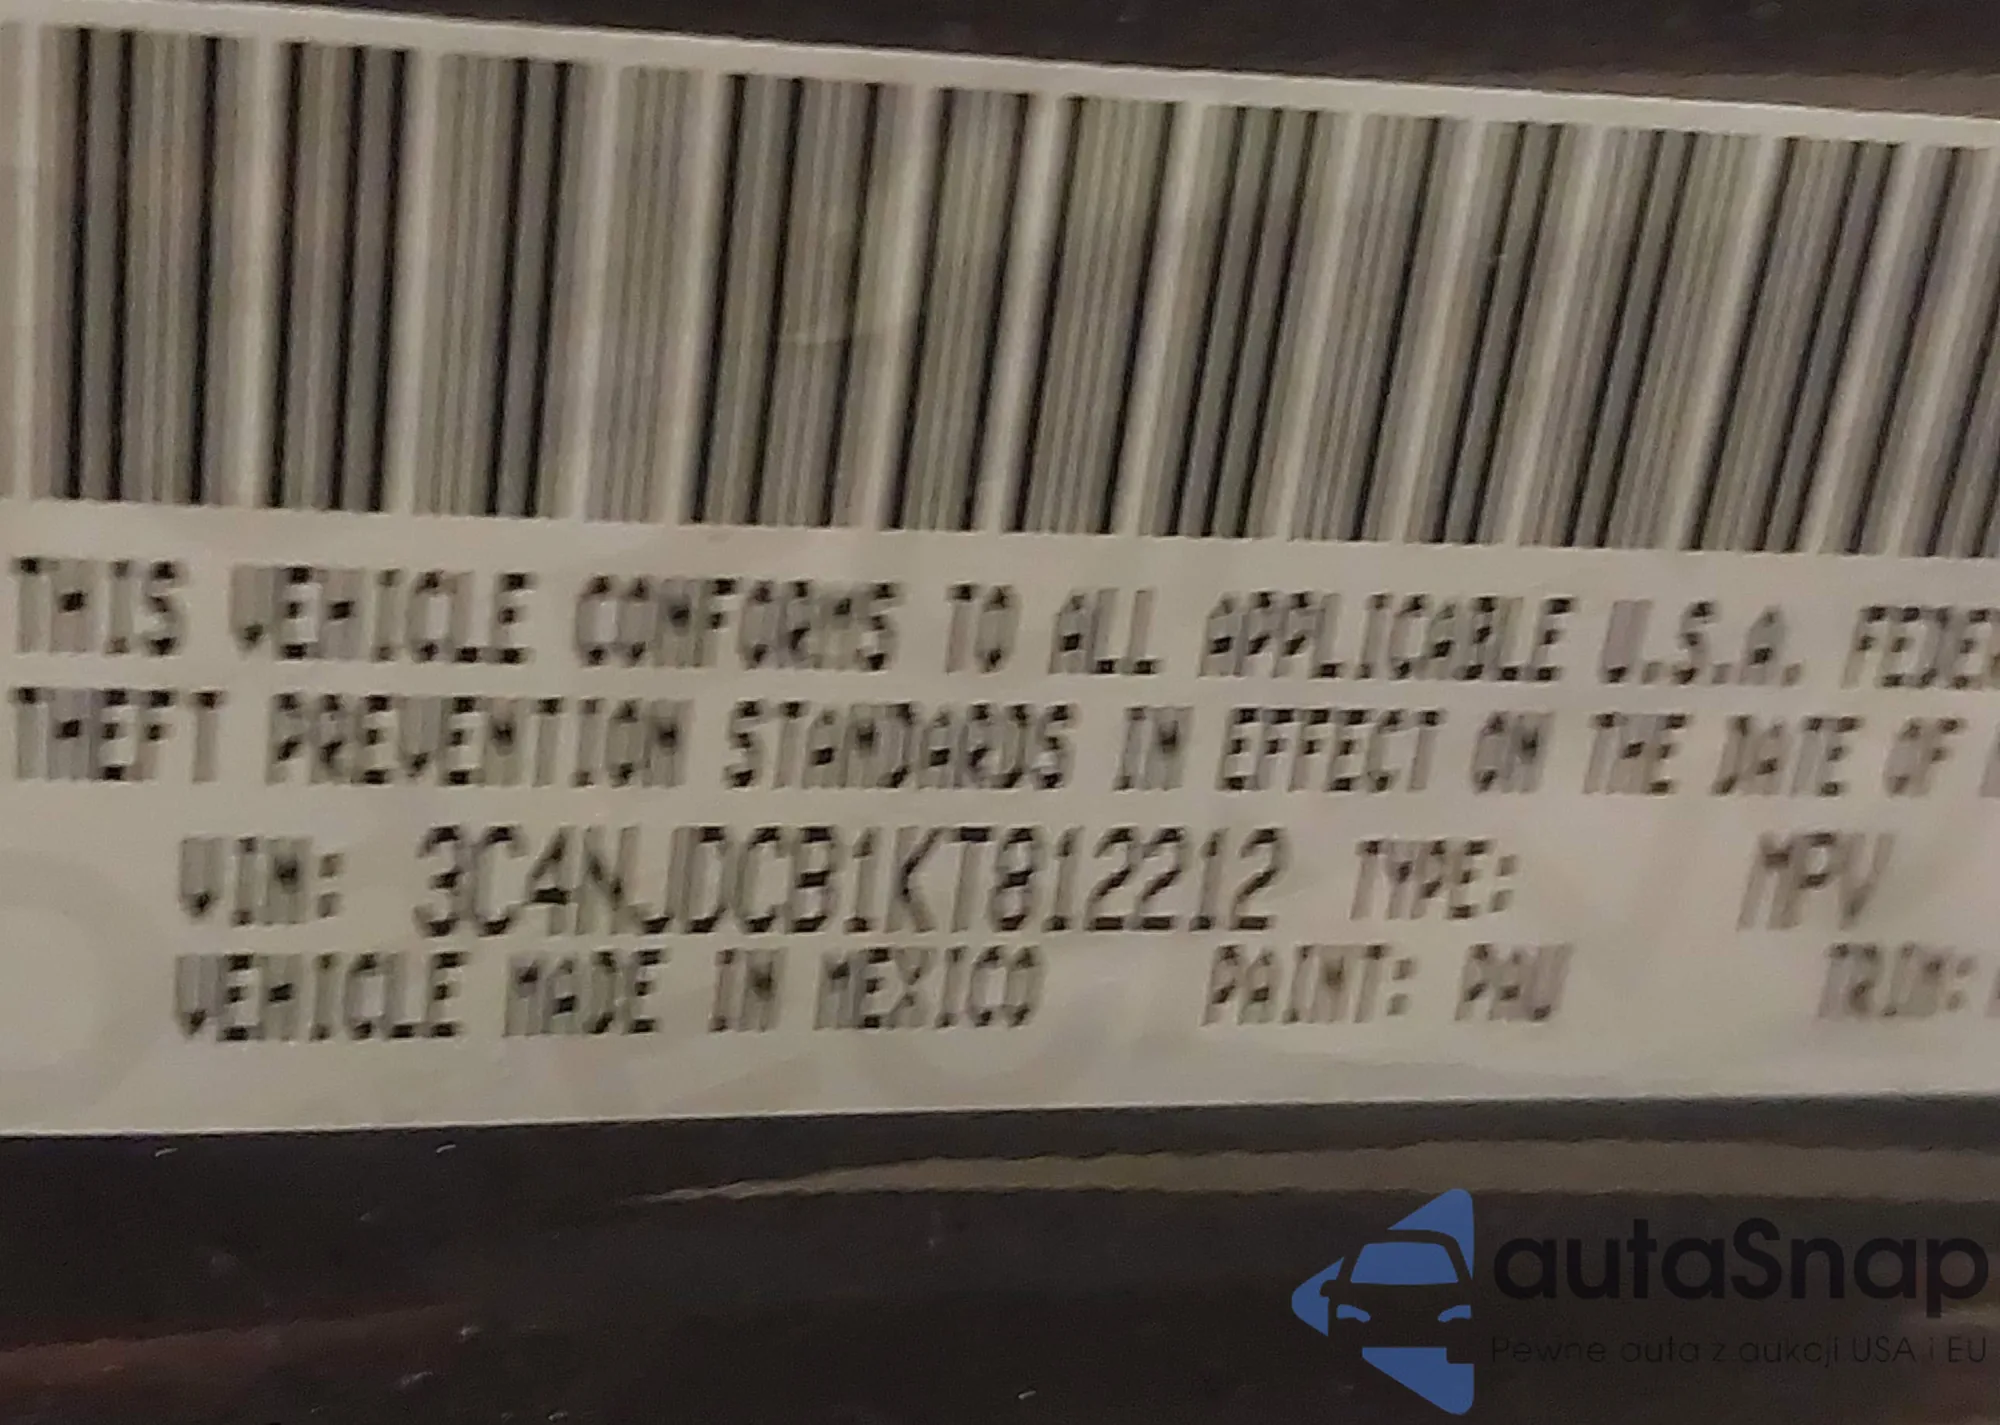 THIS VEHICLE CONFORMS TO ALL APPLICABLE U.S.A.
THEFT PREVENTION STANDARDS IN EFFECT ON THE DATE OF
VIN: 3C4NJDCB1KT812212 TYPE: MPV
VEHICLE MADE IN MEXICO PAINT: PAU TRIM:
autaSnap
Pewne auta z aukcji USA i EU